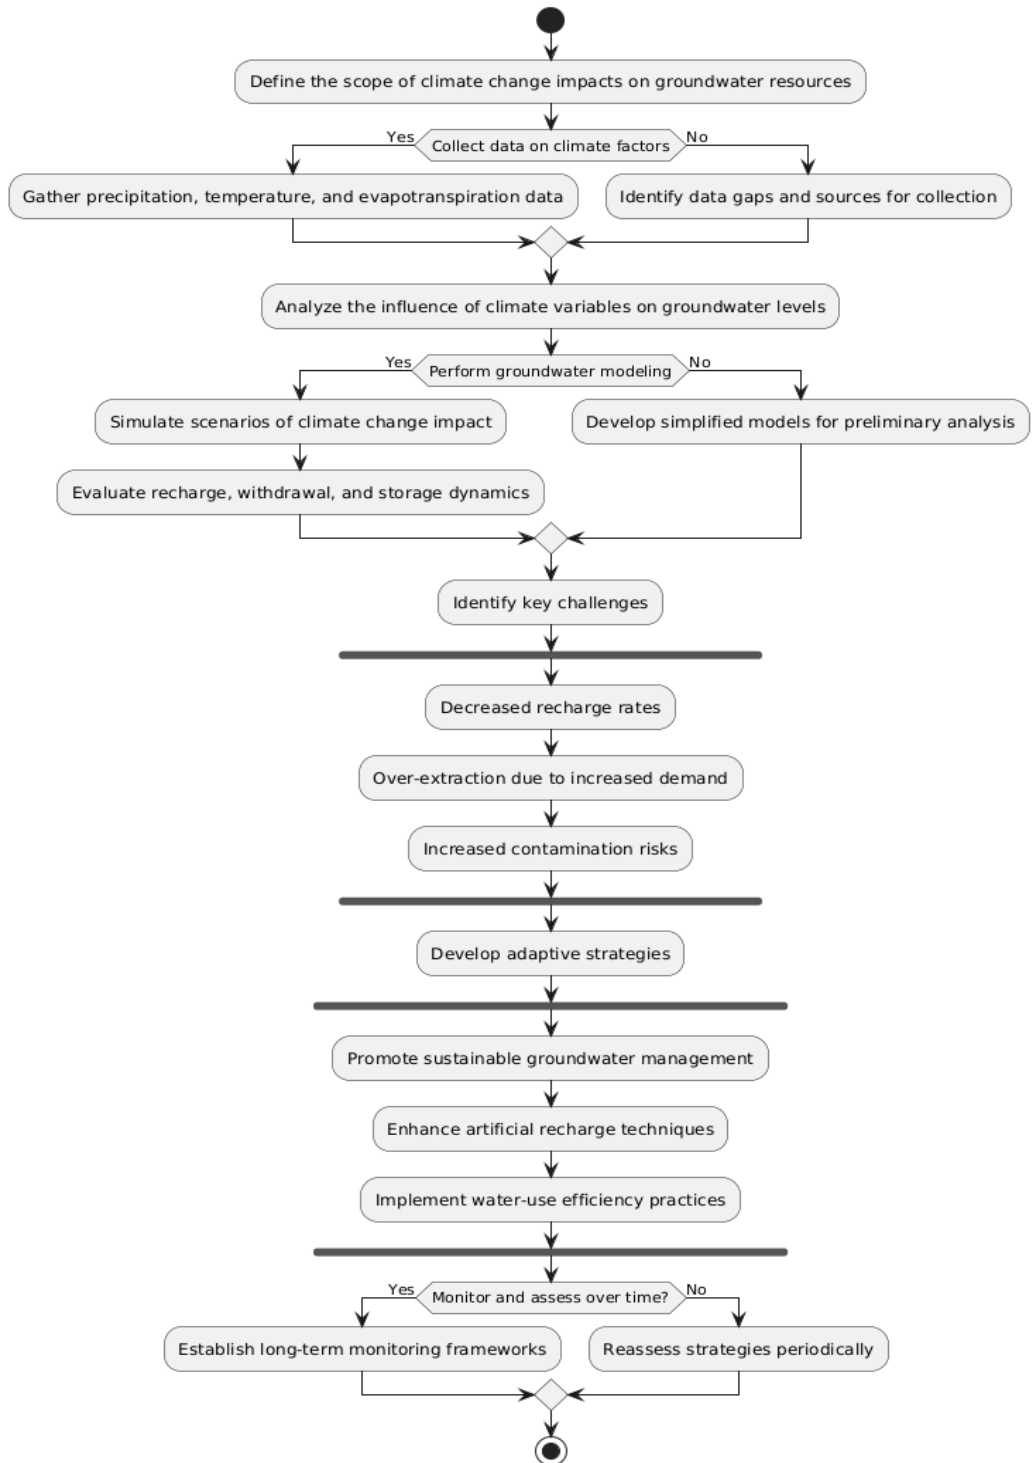 Define the scope of climate change impacts on groundwater resources
Yes
Collect data on climate factors
No
Gather precipitation, temperature, and evapotranspiration data
Identify data gaps and sources for collection
Analyze the influence of climate variables on groundwater levels
Yes
Perform groundwater modeling
No
Simulate scenarios of climate change impact
Develop simplified models for preliminary analysis
Evaluate recharge, withdrawal, and storage dynamics
Identify key challenges
Decreased recharge rates
Over-extraction due to increased demand
Increased contamination risks
Develop adaptive strategies
Promote sustainable groundwater management
Enhance artificial recharge techniques
Implement water-use efficiency practices
Yes
Monitor and assess over time?
No
Establish long-term monitoring frameworks
Reassess strategies periodically